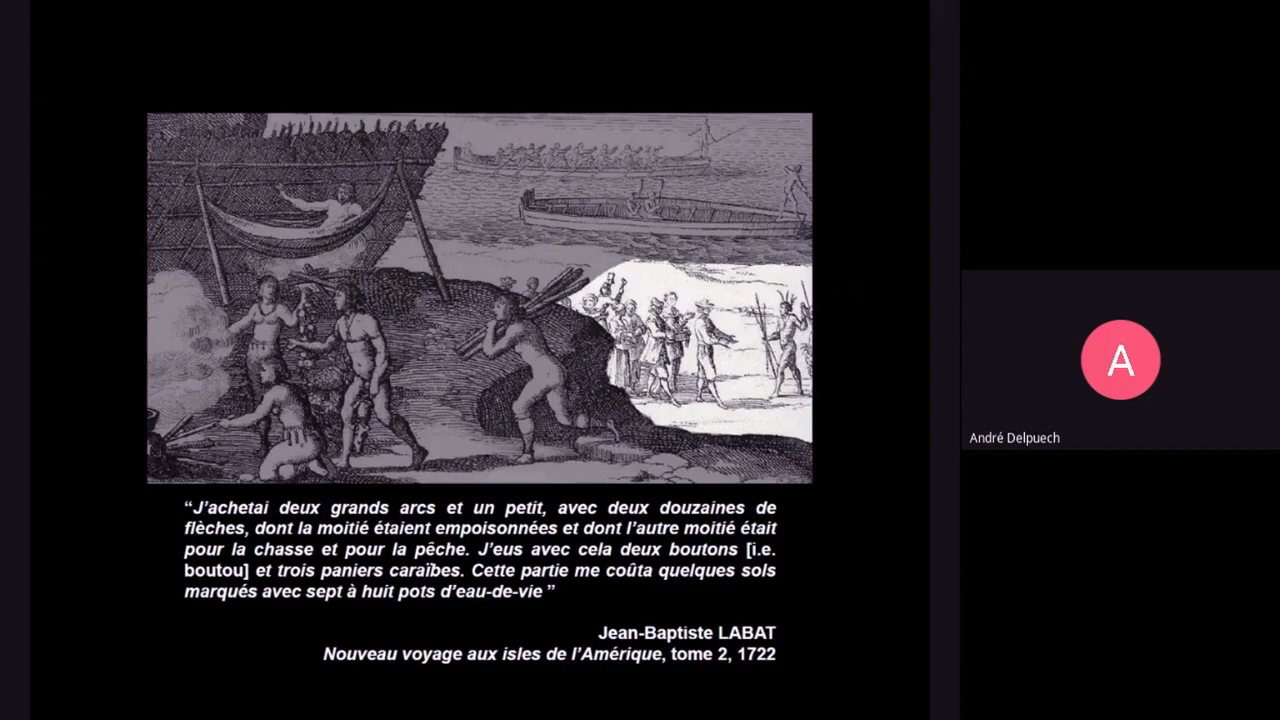 “J’achetai deux grands arcs et un petit, avec deux douzaines de
flèches, dont la moitié étaient empoisonnées et dont l’autre moitié était
pour la chasse et pour la pêche. J’eus avec cela deux boutons [i.e.
boutou] et trois paniers caraïbes. Cette partie me coûta quelques sols
marqués avec sept à huit pots d’eau-de-vie ”
Jean-Baptiste LABAT
Nouveau voyage aux isles de l’Amérique, tome 2, 1722
A
André Delpuech